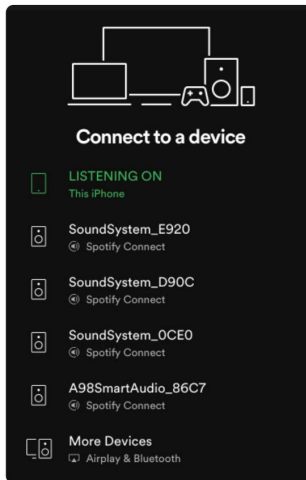 Connect to a device
LISTENING ON
This iPhone
SoundSystem_E920
Spotify Connect
SoundSystem_D90C
Spotify Connect
SoundSystem_0CE0
Spotify Connect
A98SmartAudio_86C7
Spotify Connect
More Devices
Airplay & Bluetooth